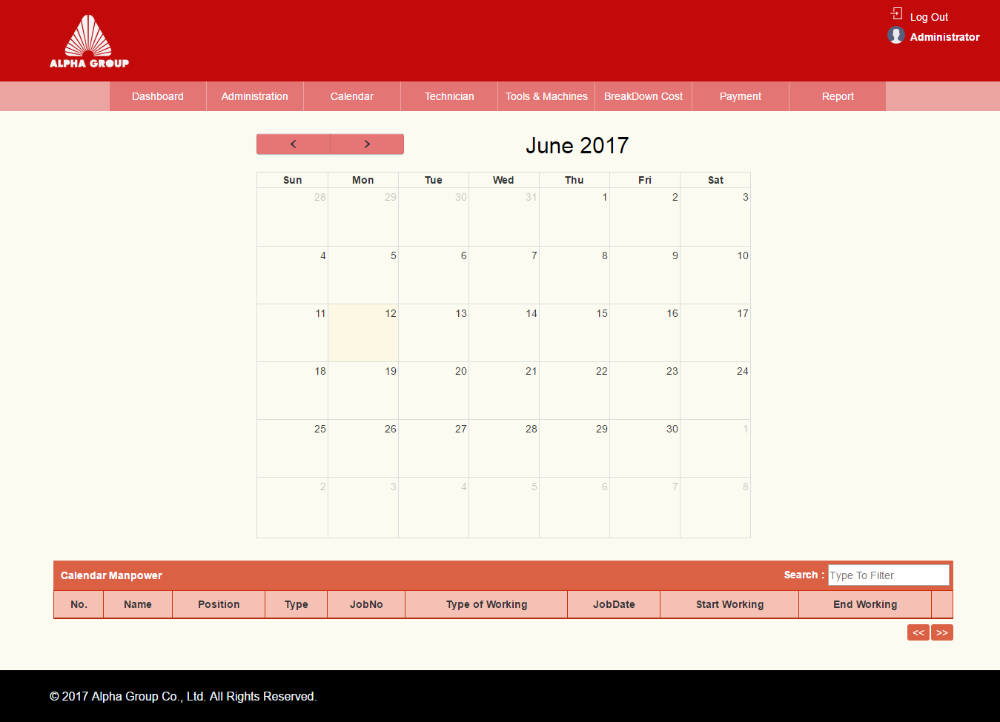 Log Out
Administrator
ALPHA GROUP
Dashboard Administration Calendar Technician Tools & Machines BreakDown Cost Payment Report
< > June 2017
Sun Mon Tue Wed Thu Fri Sat
28 29 30 31 1 2 3
4 5 6 7 8 9 10
11 12 13 14 15 16 17
18 19 20 21 22 23 24
25 26 27 28 29 30 1
2 3 4 5 6 7 8
Calendar Manpower Search : Type To Filter
No. Name Position Type JobNo Type of Working JobDate Start Working End Working
<< >>
© 2017 Alpha Group Co., Ltd. All Rights Reserved.